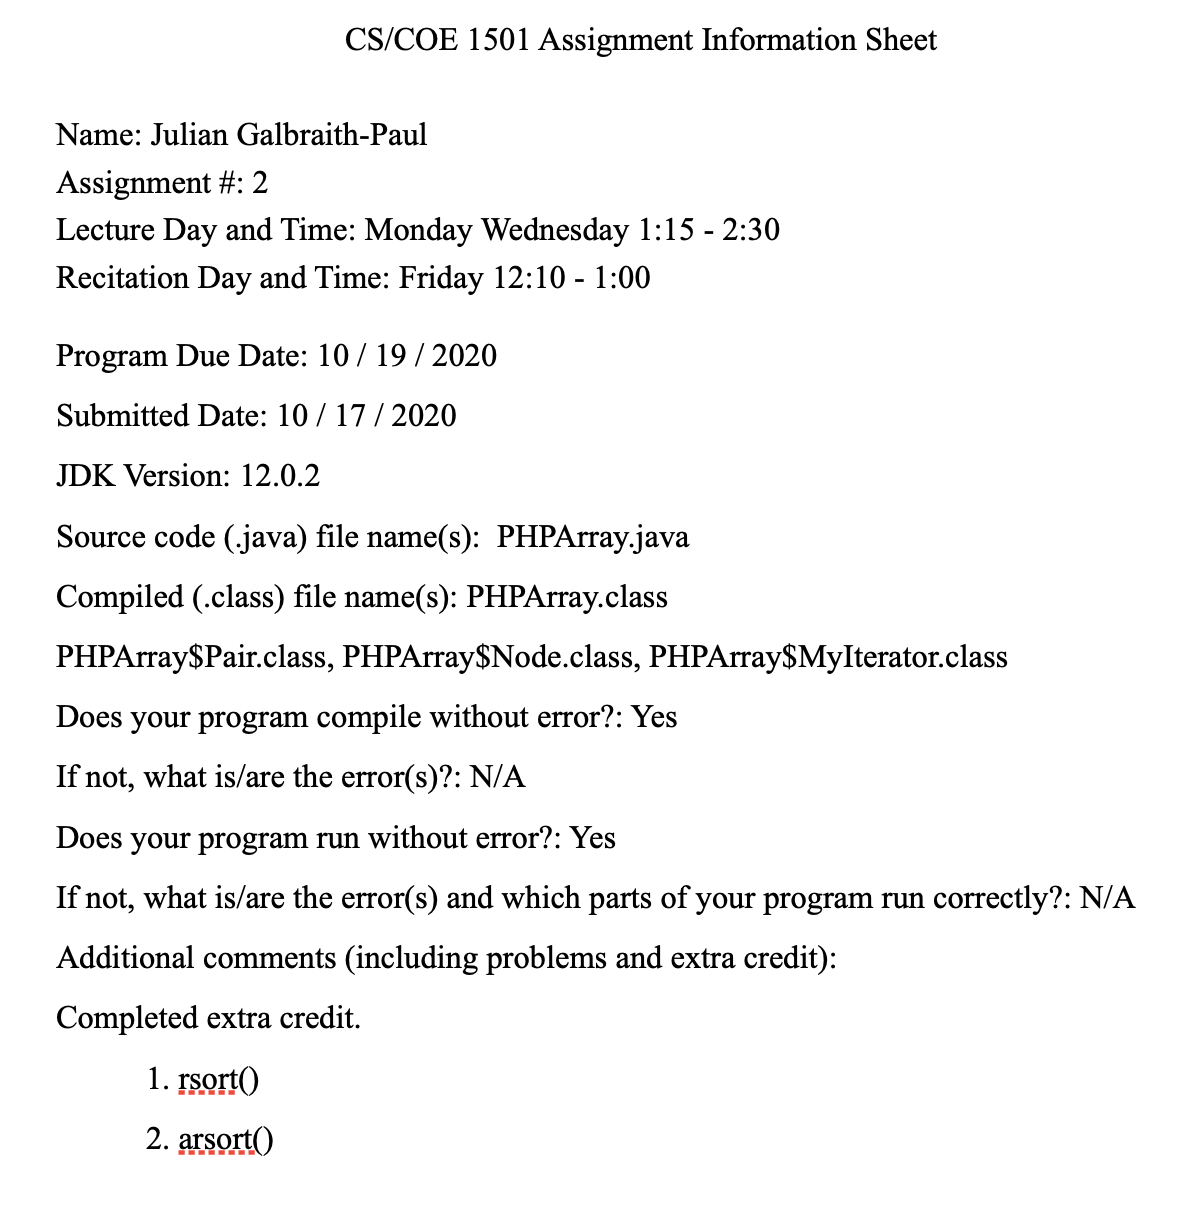 CS/COE 1501 Assignment Information Sheet
Name: Julian Galbraith-Paul
Assignment #: 2
Lecture Day and Time: Monday Wednesday 1:15 - 2:30
Recitation Day and Time: Friday 12:10 - 1:00
Program Due Date: 10 / 19 / 2020
Submitted Date: 10 / 17 / 2020
JDK Version: 12.0.2
Source code (.java) file name(s):  PHPArray.java
Compiled (.class) file name(s): PHPArray.class
PHPArray$Pair.class, PHPArray$Node.class, PHPArray$MyIterator.class
Does your program compile without error?: Yes
If not, what is/are the error(s)?: N/A
Does your program run without error?: Yes
If not, what is/are the error(s) and which parts of your program run correctly?: N/A
Additional comments (including problems and extra credit):
Completed extra credit.
1. rsort()
2. arsort()